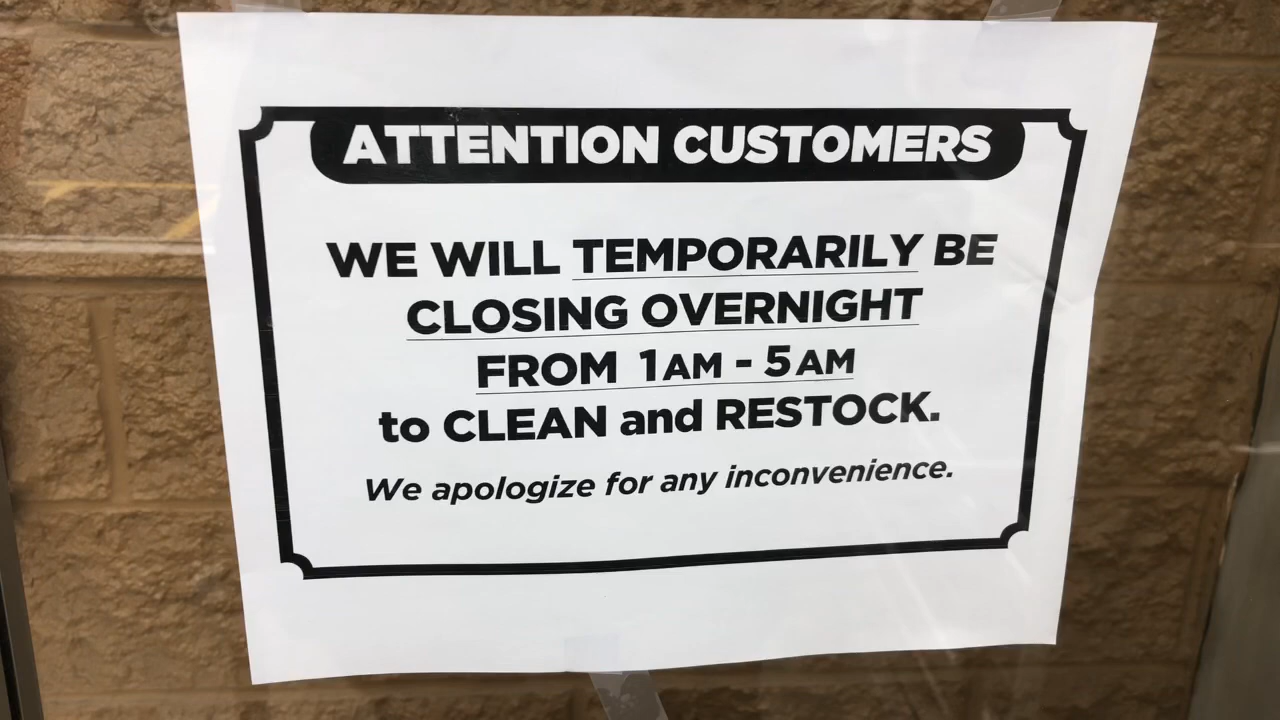 ATTENTION CUSTOMERS
WE WILL TEMPORARILY BE
CLOSING OVERNIGHT
FROM 1AM - 5AM
to CLEAN and RESTOCK.
We apologize for any inconvenience.